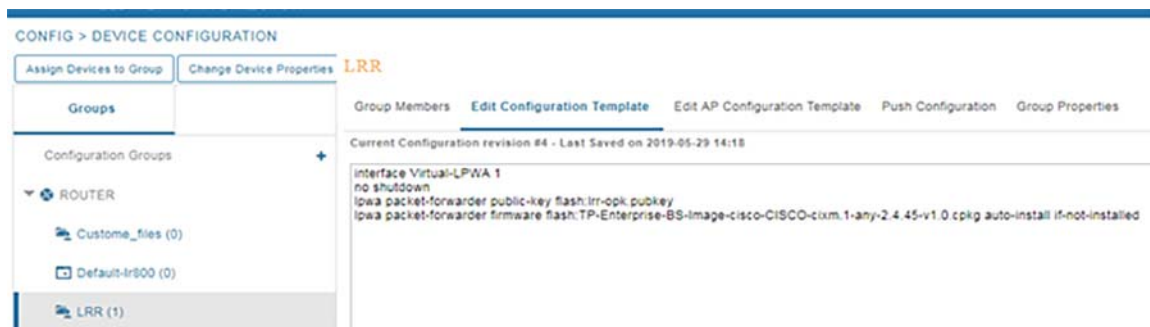 CONFIG > DEVICE CONFIGURATION
Assign Devices to Group Change Device Properties LRR
Groups
Group Members Edit Configuration Template Edit AP Configuration Template Push Configuration Group Properties
Current Configuration revision #4 - Last Saved on 2019-05-29 14:18
Configuration Groups +
interface Virtual-LPWA 1
no shutdown
lpwa packet-forwarder public-key flash:lrr-opk.pubkey
lpwa packet-forwarder firmware flash:TP-Enterprise-BS-Image-cisco-CISCO-cixm.1-any-2.4.45-v1.0.cpkg auto-install if-not-installed
ROUTER
Custome_files (0)
Default-lr800 (0)
LRR (1)